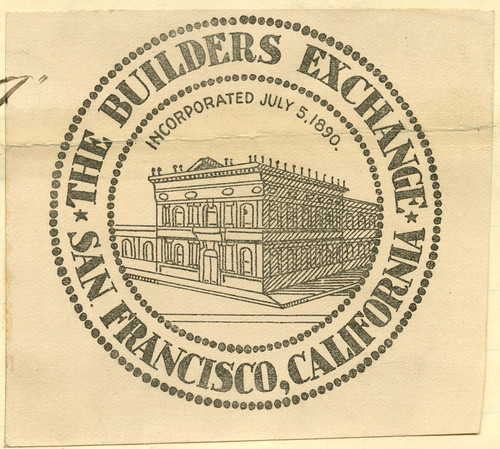 THE BUILDERS EXCHANGE
INCORPORATED JULY 5, 1890.
★ SAN FRANCISCO, CALIFORNIA ★